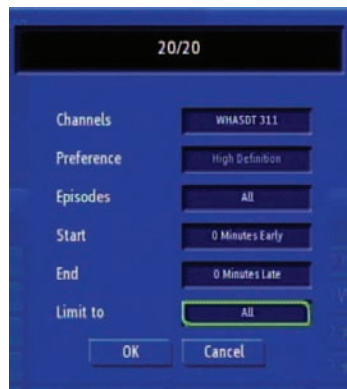 20/20
Channels WHASDT 311
Preference High Definition
Episodes All
Start 0 Minutes Early
End 0 Minutes Late
Limit to All
OK Cancel